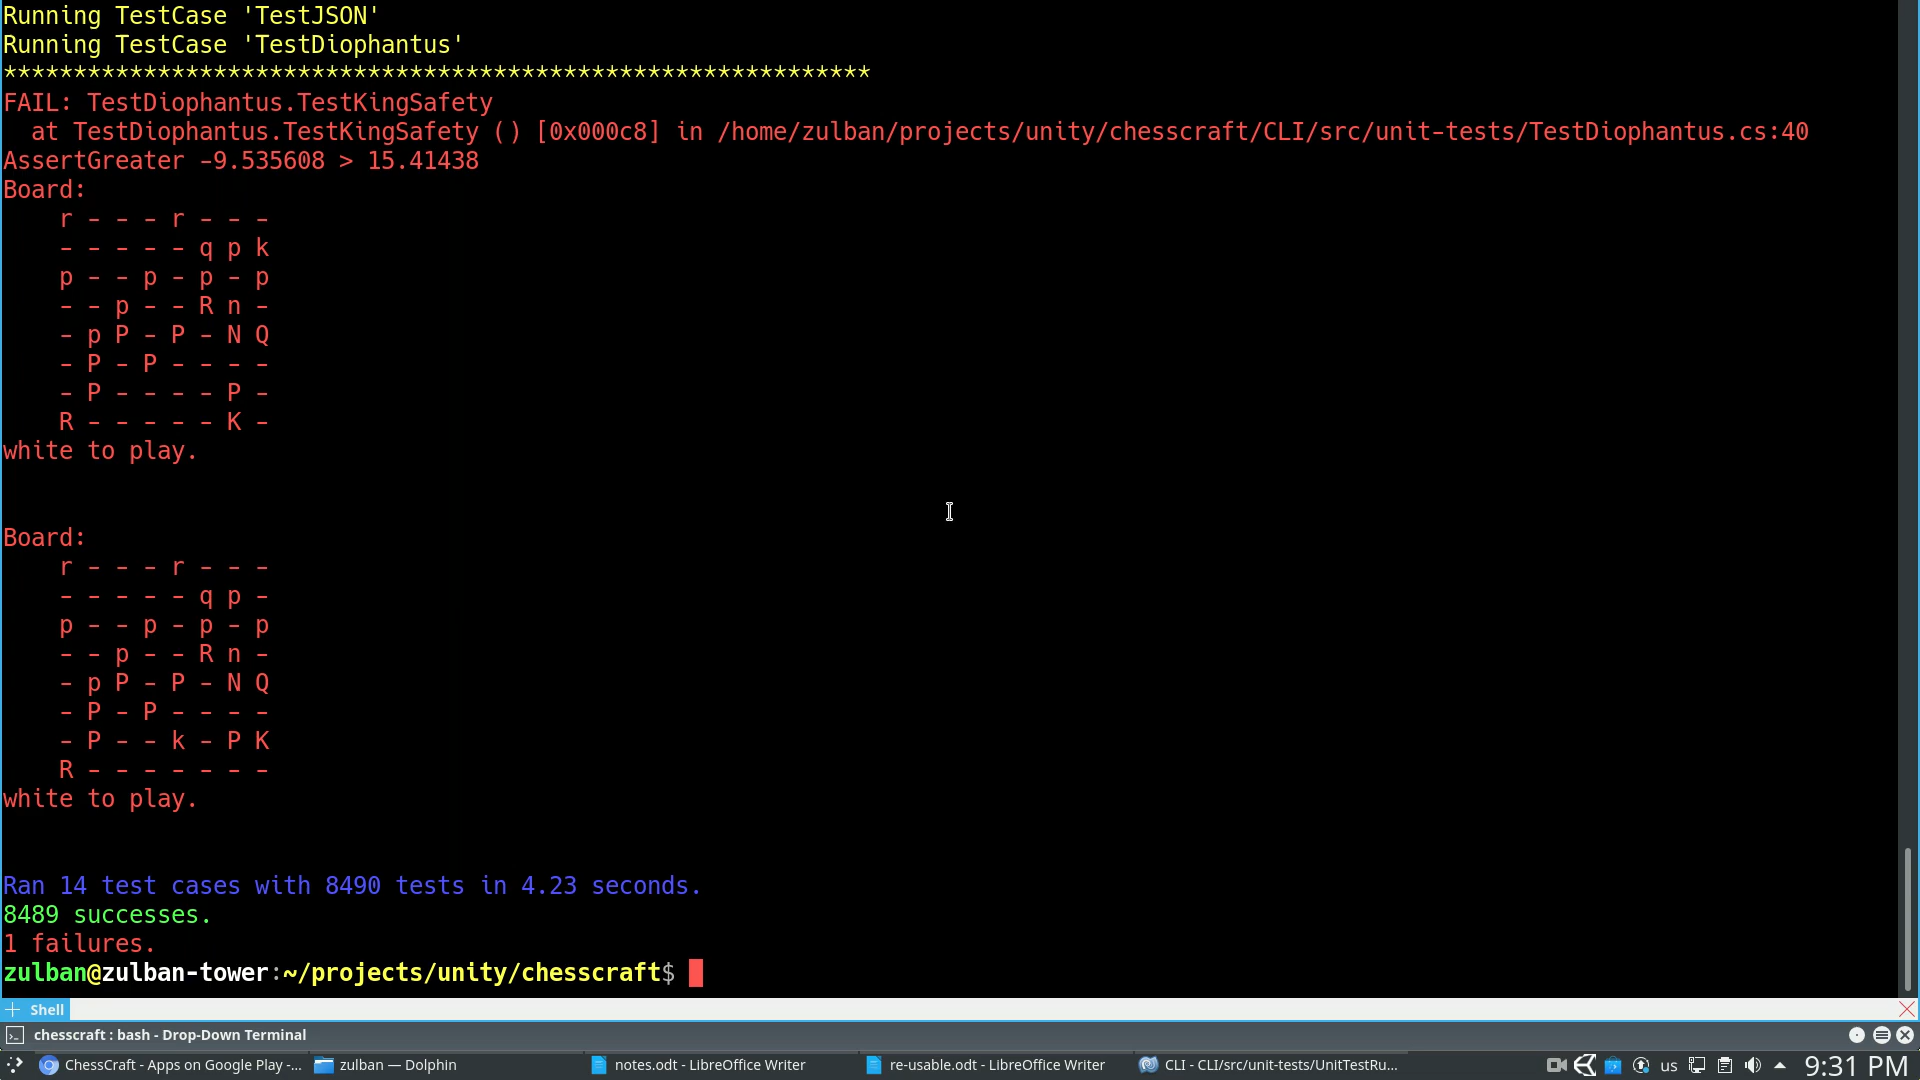 Running TestCase 'TestJSON'
Running TestCase 'TestDiophantus'
**************************************************************
FAIL: TestDiophantus.TestKingSafety
  at TestDiophantus.TestKingSafety () [0x000c8] in /home/zulban/projects/unity/chesscraft/CLI/src/unit-tests/TestDiophantus.cs:40
AssertGreater -9.535608 > 15.41438
Board:
    r - - - r - - -
    - - - - - q p k
    p - - p - p - p
    - - p - - R n -
    - p P - P - N Q
    - P - P - - - -
    - P - - - - P -
    R - - - - - K -
white to play.
Board:
    r - - - r - - -
    - - - - - q p -
    p - - p - p - p
    - - p - - R n -
    - p P - P - N Q
    - P - P - - - -
    - P - - k - P K
    R - - - - - - -
white to play.
Ran 14 test cases with 8490 tests in 4.23 seconds.
8489 successes.
1 failures.
zulban@zulban-tower:~/projects/unity/chesscraft$
Shell
chesscraft : bash - Drop-Down Terminal
ChessCraft - Apps on Google Play -... zulban — Dolphin notes.odt - LibreOffice Writer re-usable.odt - LibreOffice Writer CLI - CLI/src/unit-tests/UnitTestRu... us 9:31 PM